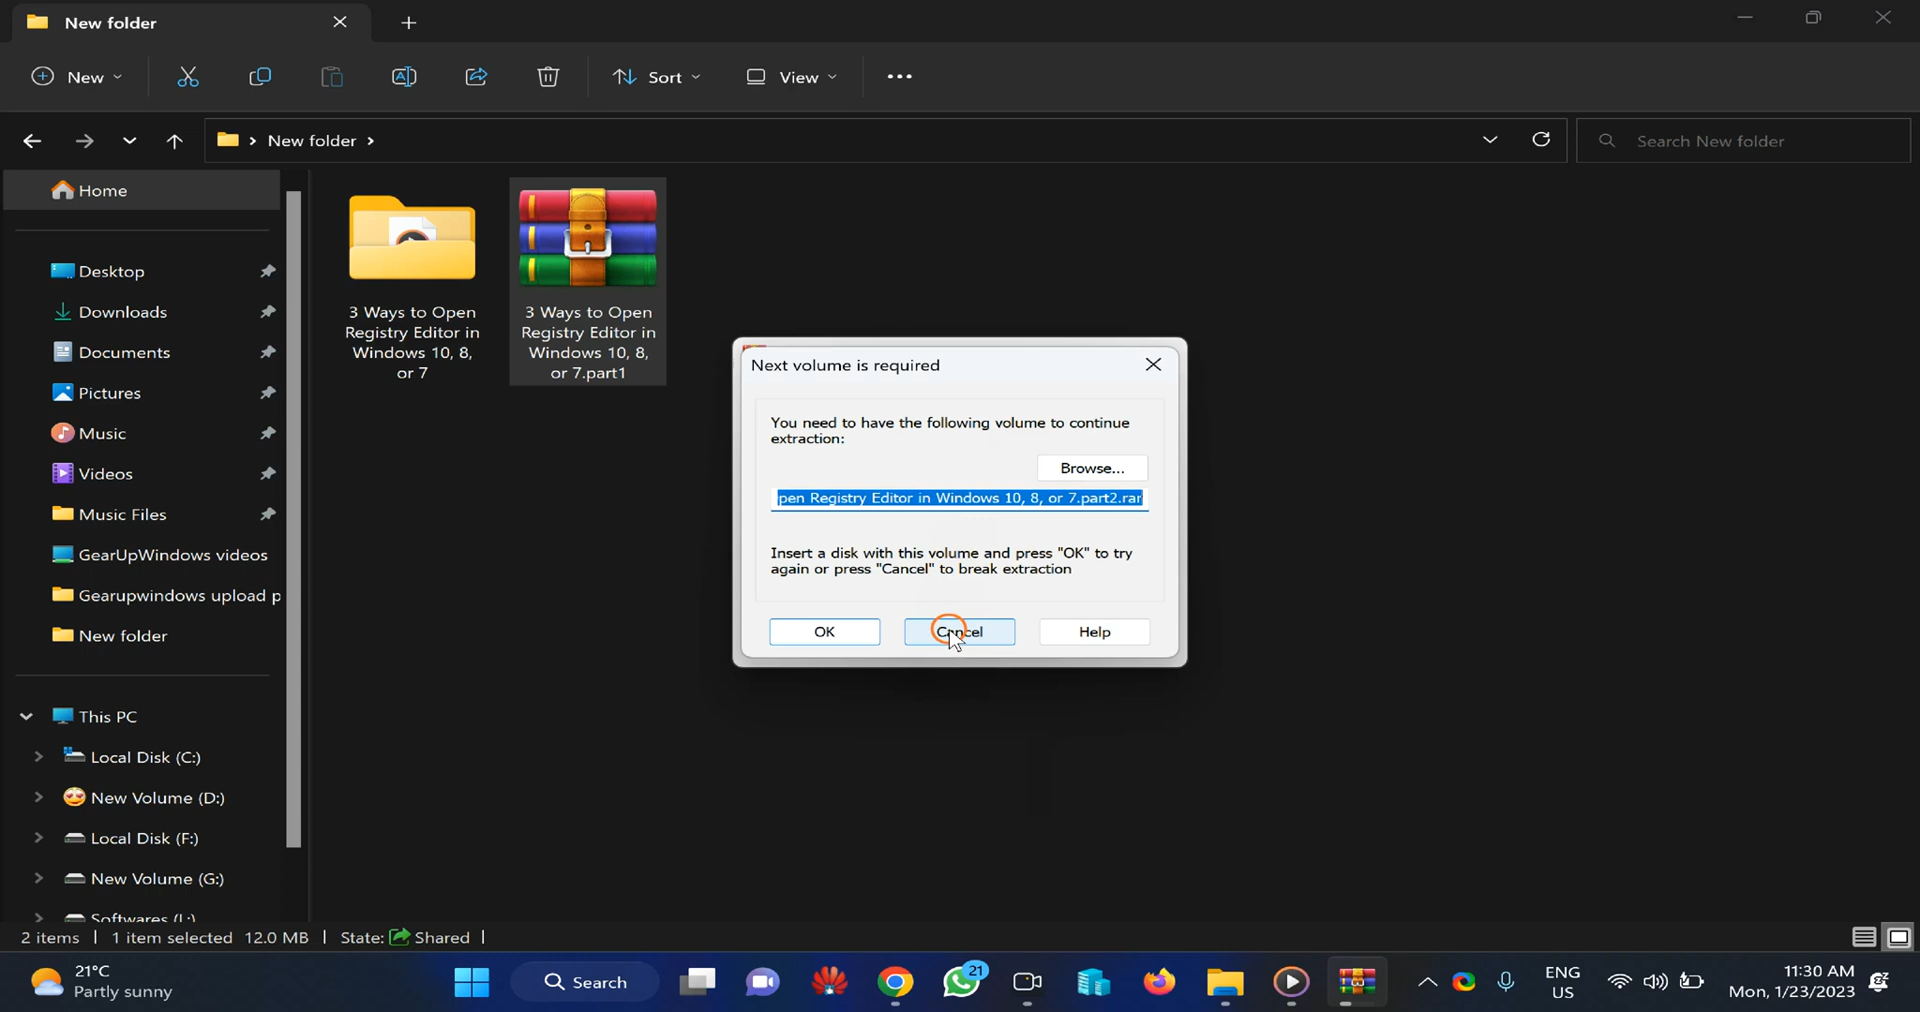 New folder
New
Sort
View
New folder
Search New folder
Home
Desktop
Downloads
Documents
Pictures
Music
Videos
Music Files
GearUpWindows videos
Gearupwindows upload p
New folder
This PC
Local Disk (C:)
New Volume (D:)
Local Disk (F:)
New Volume (G:)
Softwares (L:)
3 Ways to Open
Registry Editor in
Windows 10, 8,
or 7
3 Ways to Open
Registry Editor in
Windows 10, 8,
or 7.part1
Next volume is required
You need to have the following volume to continue
extraction:
Browse...
pen Registry Editor in Windows 10, 8, or 7.part2.rar
Insert a disk with this volume and press "OK" to try
again or press "Cancel" to break extraction
OK
Cancel
Help
2 items
1 item selected 12.0 MB
State: Shared
21°C
Partly sunny
Search
21
ENG
US
11:30 AM
Mon, 1/23/2023